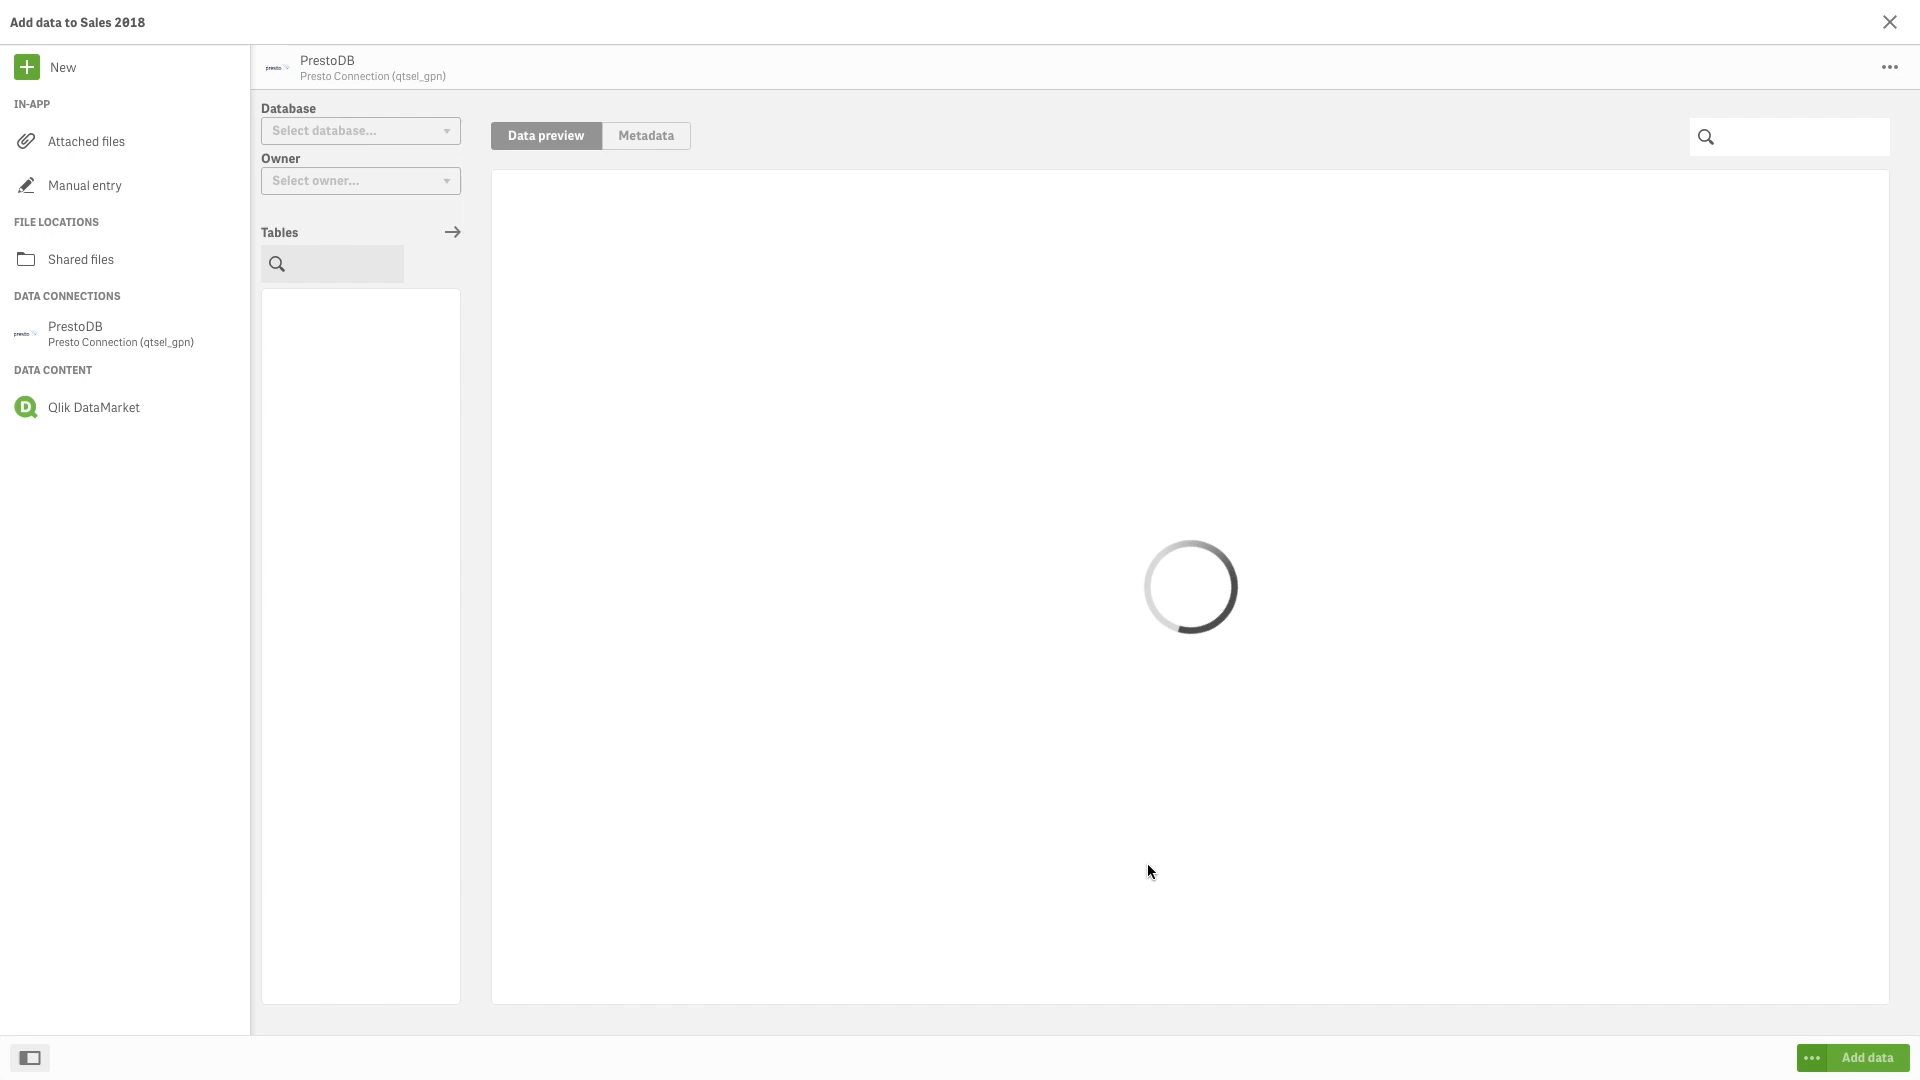 Add data to Sales 2018
New
IN-APP
Attached files
Manual entry
FILE LOCATIONS
Shared files
DATA CONNECTIONS
presto
PrestoDB
Presto Connection (qtsel_gpn)
DATA CONTENT
Qlik DataMarket
presto
PrestoDB
Presto Connection (qtsel_gpn)
Database
Select database...
Owner
Select owner...
Tables
Data preview
Metadata
Add data